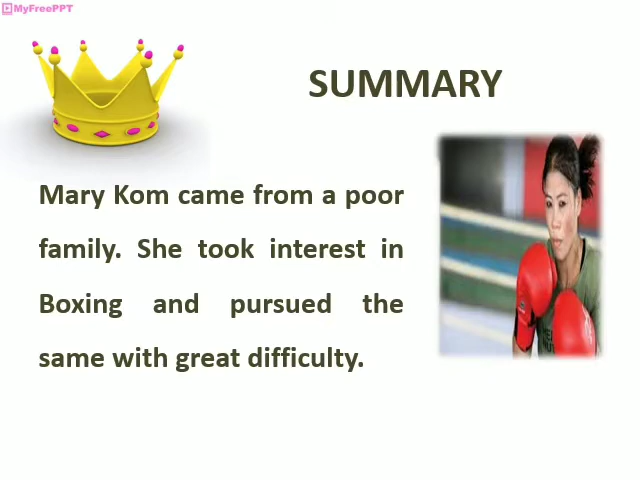 MyFreePPT
SUMMARY
Mary Kom came from a poor
family. She took interest in
Boxing and pursued the
same with great difficulty.